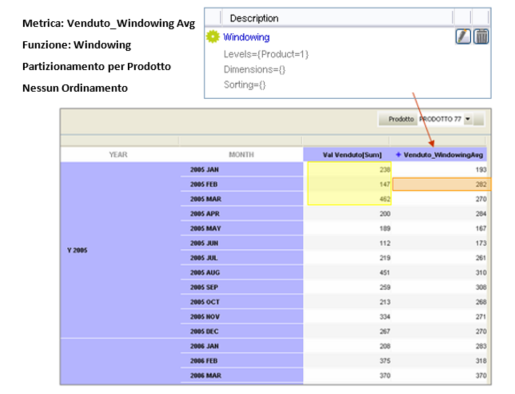 Metrica: Venduto_Windowing Avg
Funzione: Windowing
Partizionamento per Prodotto
Nessun Ordinamento
Description
Windowing
Levels={Product=1}
Dimensions={}
Sorting={}
Prodotto PRODOTTO 77
YEAR MONTH Val Venduto[Sum] Venduto_WindowingAvg
Y 2005
2005 JAN 238 193
2005 FEB 147 282
2005 MAR 462 270
2005 APR 200 284
2005 MAY 189 167
2005 JUN 112 173
2005 JUL 219 261
2005 AUG 451 310
2005 SEP 259 308
2005 OCT 213 268
2005 NOV 334 271
2005 DEC 267 270
2006 JAN 208 283
2006 FEB 375 318
2006 MAR 370 370